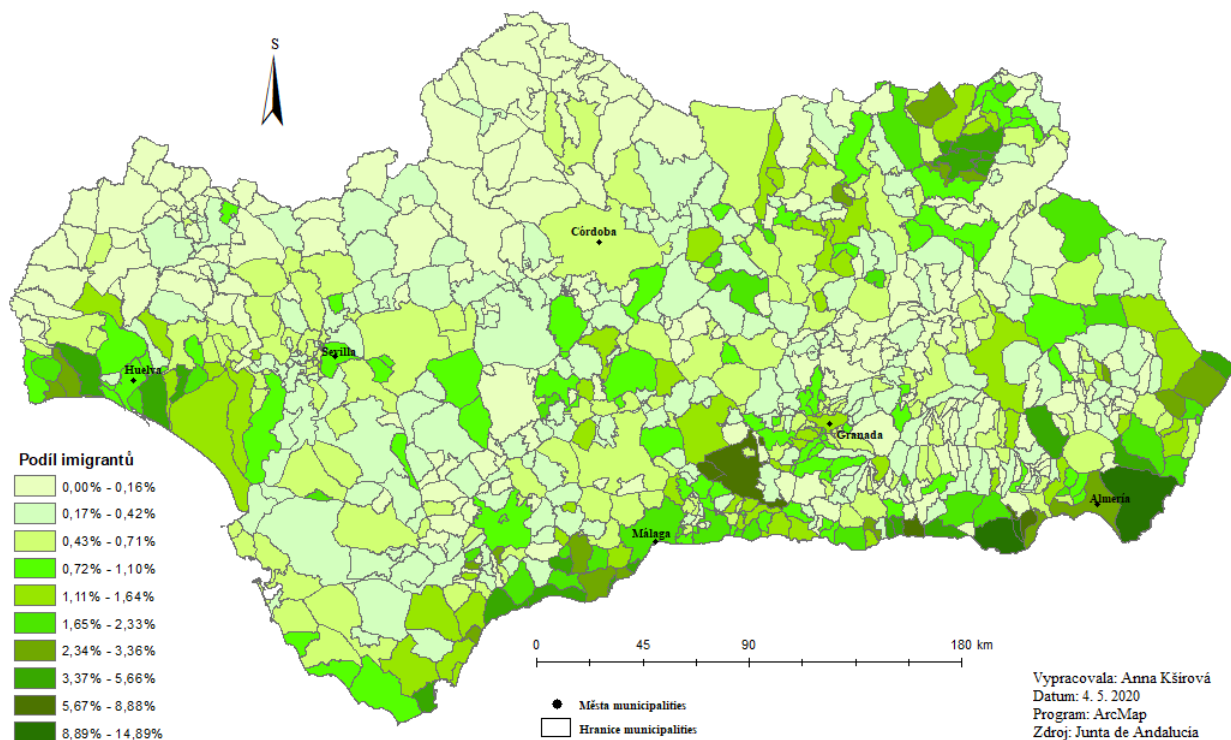 S
Córdoba
Sevilla
Huelva
Granada
Almería
Málaga
Podíl imigrantů
0,00% - 0,16%
0,17% - 0,42%
0,43% - 0,71%
0,72% - 1,10%
1,11% - 1,64%
1,65% - 2,33%
2,34% - 3,36%
3,37% - 5,66%
5,67% - 8,88%
8,89% - 14,89%
0 45 90 180 km
Města municipalities
Hranice municipalities
Vypracovala: Anna Kširová
Datum: 4. 5. 2020
Program: ArcMap
Zdroj: Junta de Andalucía